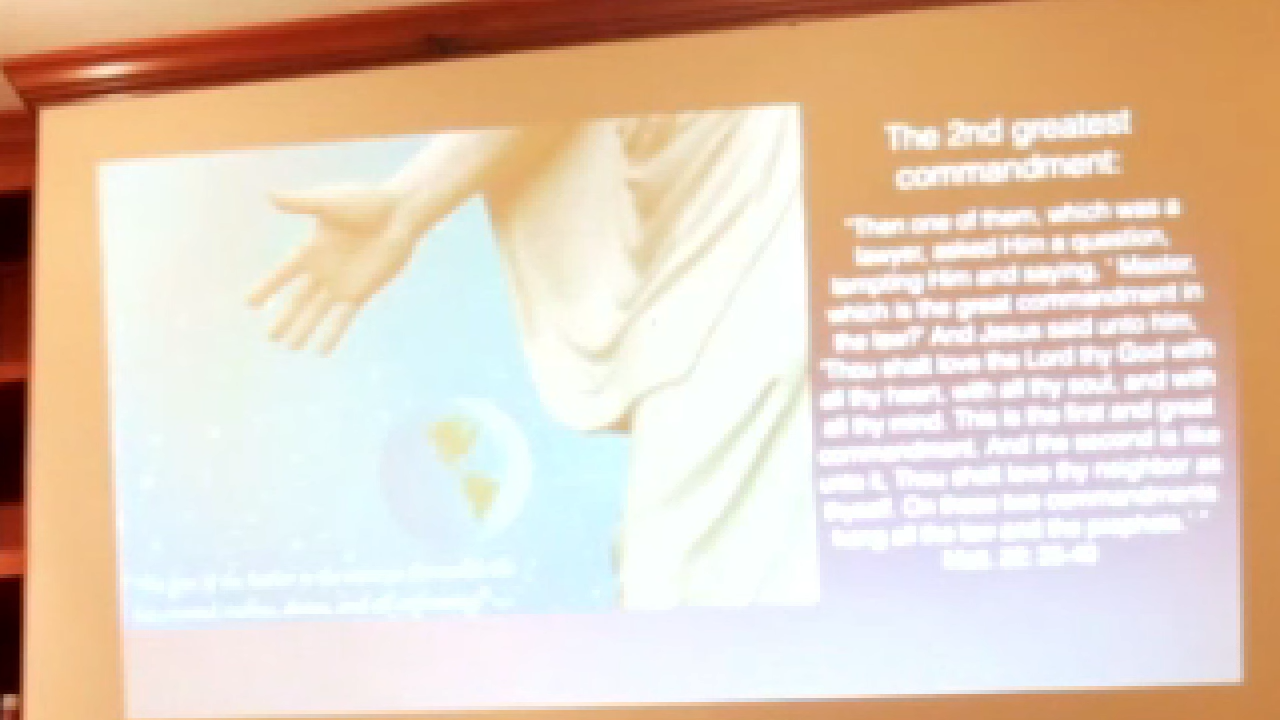 The 2nd greatest
commandment:
"Then one of them, which was a
lawyer, asked Him a question,
tempting Him and saying, ' Master,
which is the great commandment in
the law?' And Jesus said unto him,
'Thou shalt love the Lord thy God with
all thy heart, with all thy soul, and with
all thy mind. This is the first and great
commandment. And the second is like
unto it, Thou shalt love thy neighbor as
thyself. On these two commandments
hang all the law and the prophets.' "